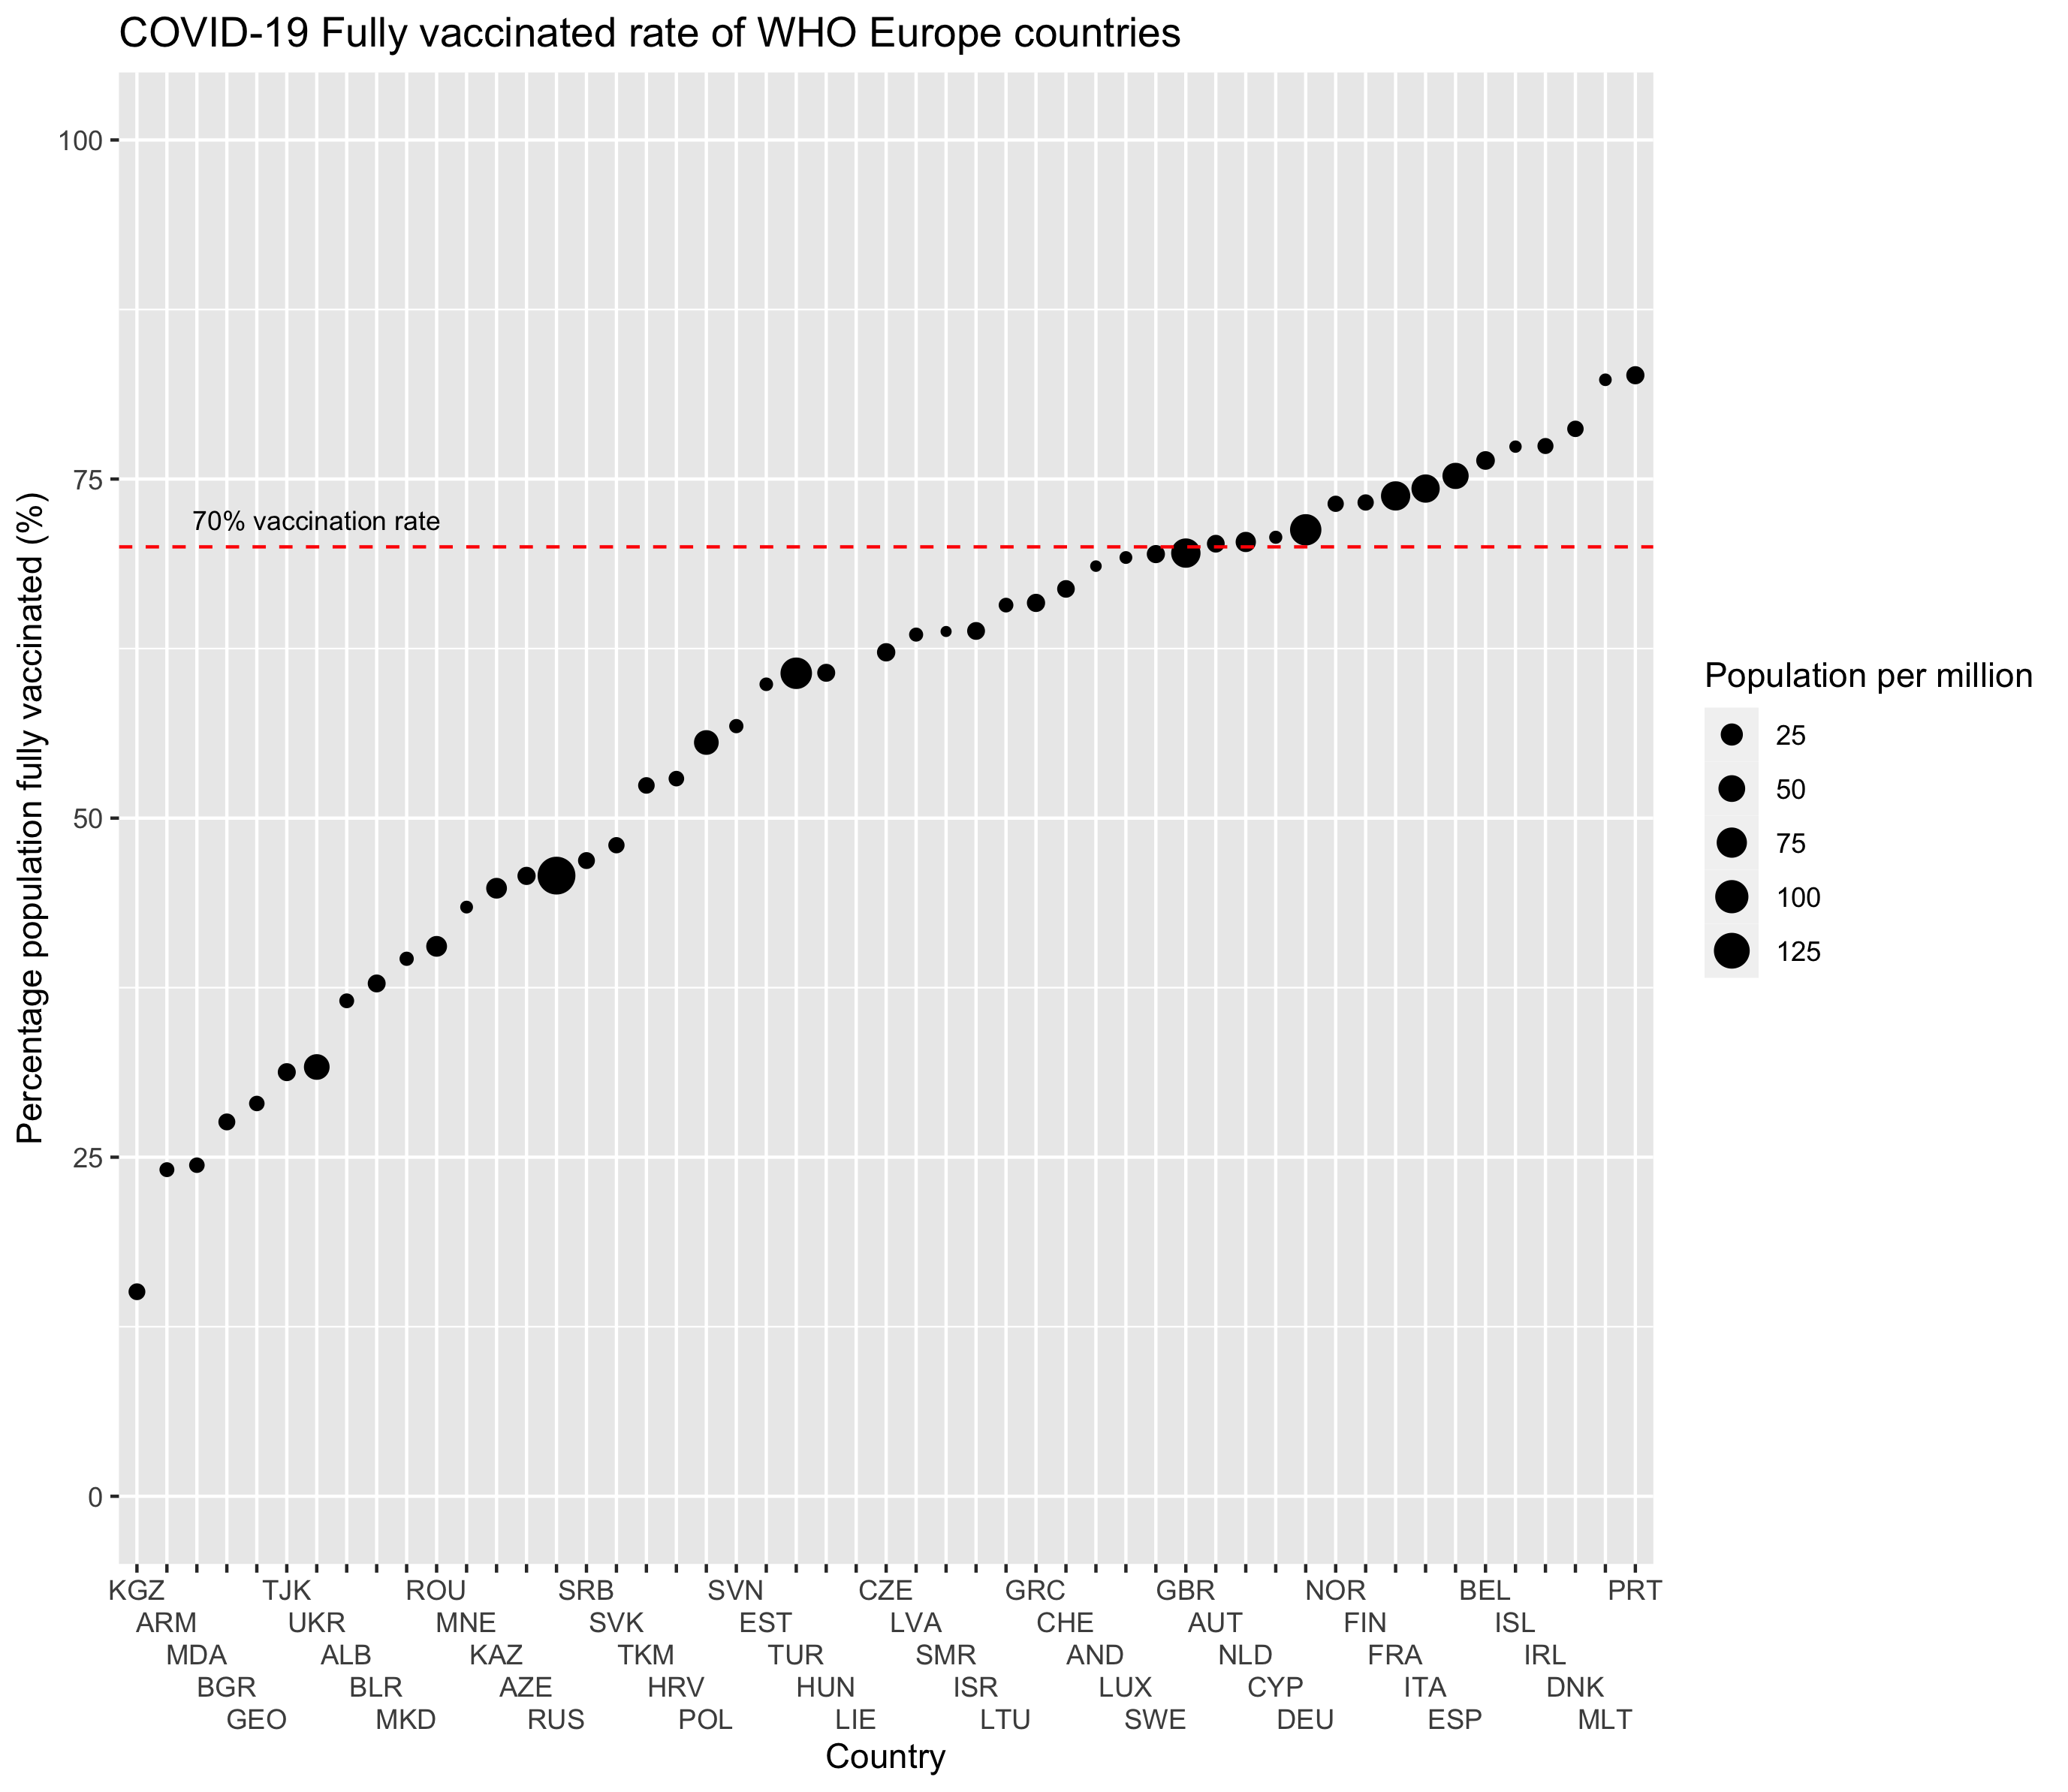 COVID-19 Fully vaccinated rate of WHO Europe countries
Percentage population fully vaccinated (%)
100
75
50
25
0
70% vaccination rate
KGZ TJK ROU SRB SVN CZE GRC GBR NOR BEL PRT
ARM UKR MNE SVK EST LVA CHE AUT FIN ISL
MDA ALB KAZ TKM TUR SMR AND NLD FRA IRL
BGR BLR AZE HRV HUN ISR LUX CYP ITA DNK
GEO MKD RUS POL LIE LTU SWE DEU ESP MLT
Country
Population per million
25
50
75
100
125